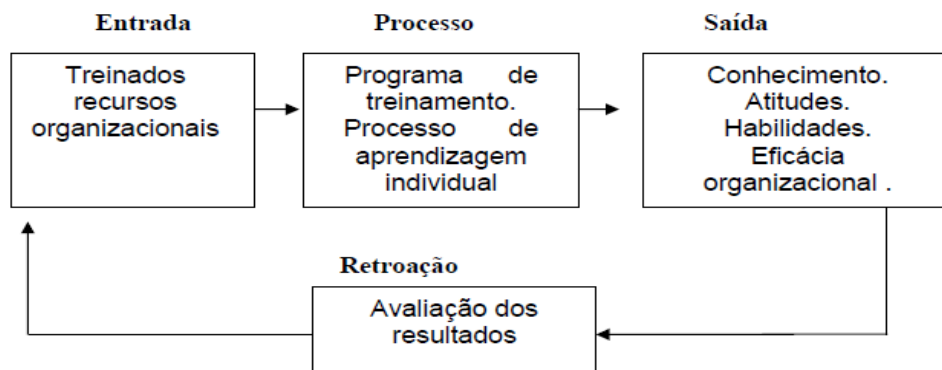 Entrada
Processo
Saída
Treinados
recursos
organizacionais
Programa de
treinamento.
Processo de
aprendizagem
individual
Conhecimento.
Atitudes.
Habilidades.
Eficácia
organizacional .
Retroação
Avaliação dos
resultados